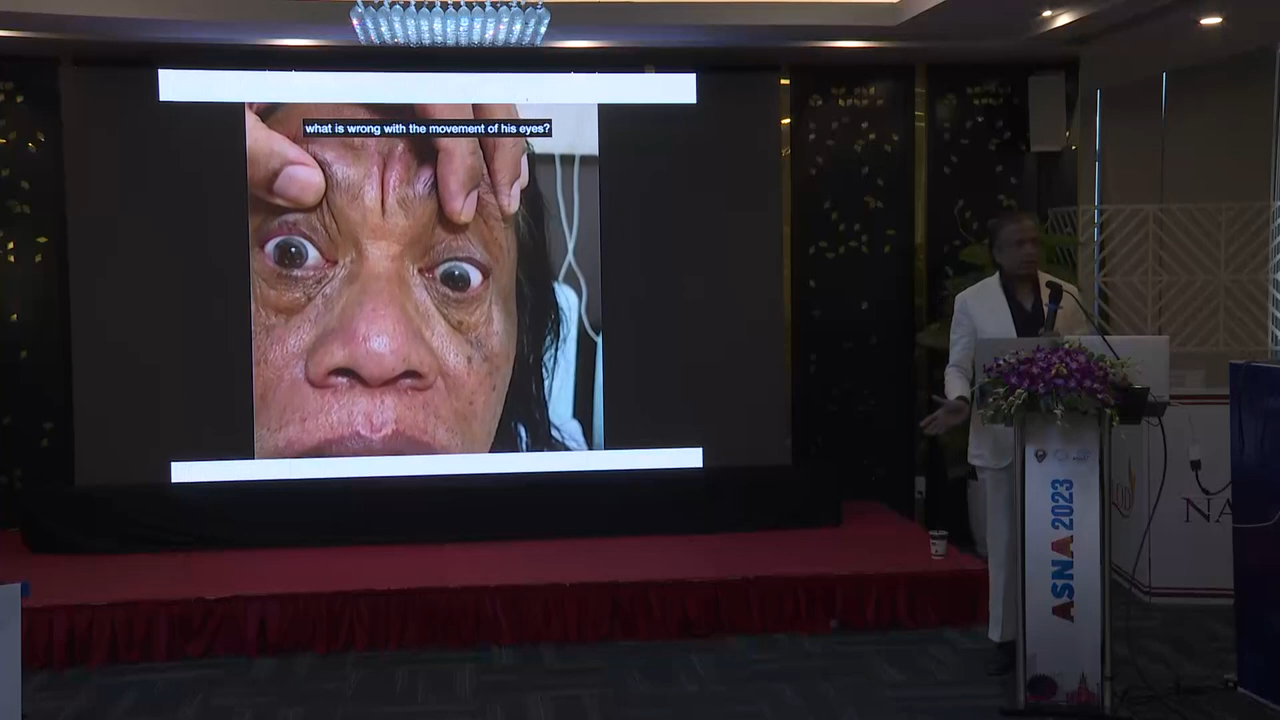 what is wrong with the movement of his eyes?
ASNA 2023
NA